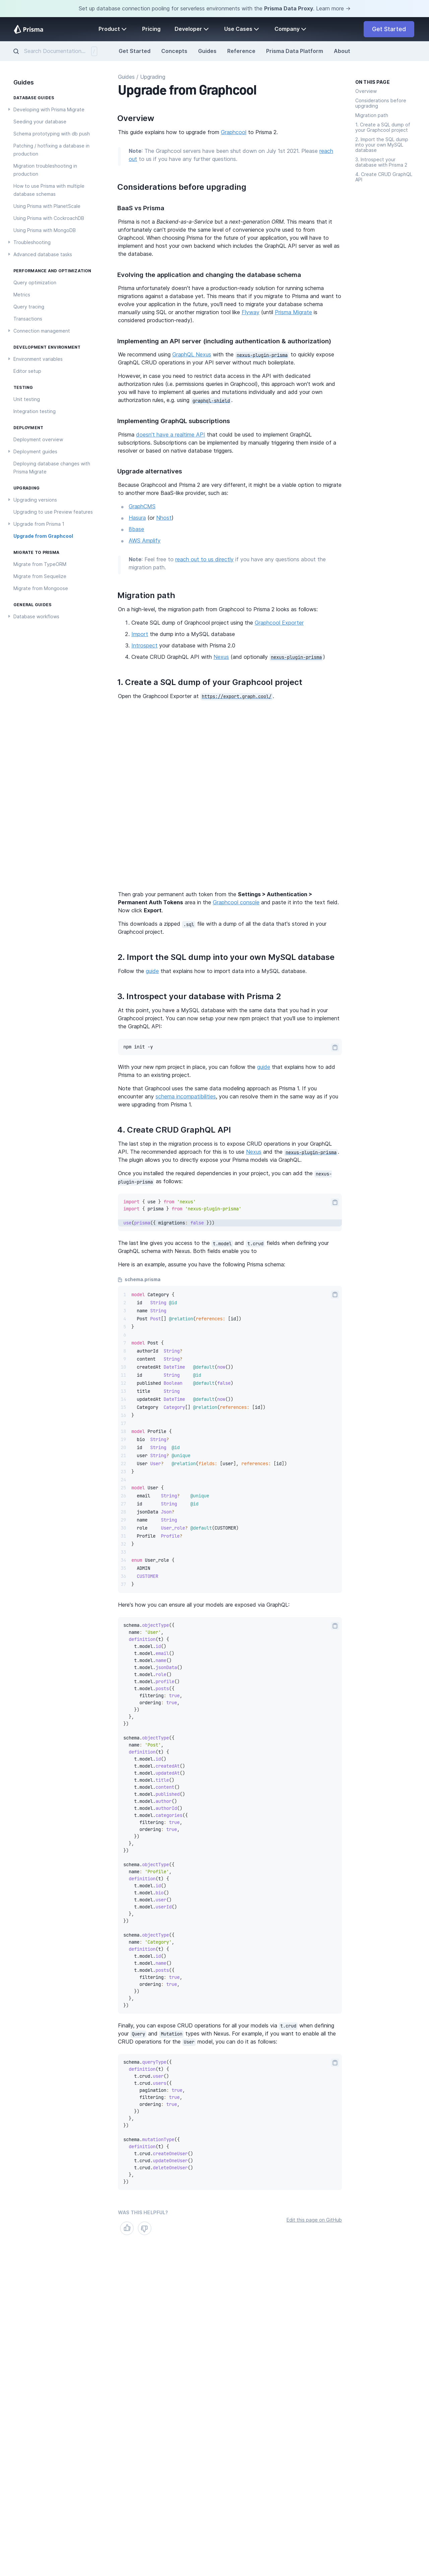 Set up database connection pooling for serverless environments with the Prisma Data Proxy. Learn more →
Prisma
Product
Pricing
Developer
Use Cases
Company
Get Started
Search Documentation...
/
Get Started
Concepts
Guides
Reference
Prisma Data Platform
About
Guides
DATABASE GUIDES
Developing with Prisma Migrate
Seeding your database
Schema prototyping with db push
Patching / hotfixing a database in
production
Migration troubleshooting in
production
How to use Prisma with multiple
database schemas
Using Prisma with PlanetScale
Using Prisma with CockroachDB
Using Prisma with MongoDB
Troubleshooting
Advanced database tasks
PERFORMANCE AND OPTIMIZATION
Query optimization
Metrics
Query tracing
Transactions
Connection management
DEVELOPMENT ENVIRONMENT
Environment variables
Editor setup
TESTING
Unit testing
Integration testing
DEPLOYMENT
Deployment overview
Deployment guides
Deploying database changes with
Prisma Migrate
UPGRADING
Upgrading versions
Upgrading to use Preview features
Upgrade from Prisma 1
Upgrade from Graphcool
MIGRATE TO PRISMA
Migrate from TypeORM
Migrate from Sequelize
Migrate from Mongoose
GENERAL GUIDES
Database workflows
Guides / Upgrading
Upgrade from Graphcool
Overview
This guide explains how to upgrade from Graphcool to Prisma 2.
Note: The Graphcool servers have been shut down on July 1st 2021. Please reach
out to us if you have any further questions.
Considerations before upgrading
BaaS vs Prisma
Prisma is not a Backend-as-a-Service but a next-generation ORM. This means that it
unfortunately can't be used as a drop-in replacement if you're coming from to
GraphCool. When choosing Prisma for the future of your application, you will have to
implement and host your own backend which includes the GraphQL API server as well as
the database.
Evolving the application and changing the database schema
Prisma unfortunately doesn't have a production-ready solution for schema migrations
and evolving a database yet. This means that if you migrate to Prisma and want to
evolve your application in the future, you'll need to migrate your database schema
manually using SQL or another migration tool like Flyway (until Prisma Migrate is
considered production-ready).
Implementing an API server (including authentication & authorization)
We recommend using GraphQL Nexus with the nexus-plugin-prisma to quickly expose
GraphQL CRUD operations in your API server without much boilerplate.
However, in case you need to restrict data access in the API with dedicated
authorization rules (i.e. permissions queries in Graphcool), this approach won't work and
you will will need to implement all resolvers manually and add your own authorization
rules, e.g. using graphql-shield.
Implementing GraphQL subscriptions
Prisma doesn't have a realtime API that could be used to implement GraphQL
subscriptions. Subscriptions can be implemented by manually triggering them inside of a
resolver or based on database triggers.
Upgrade alternatives
Because Graphcool and Prisma 2 are very different, it might be a viable option to migrate
to another more BaaS-like provider, such as:
GraphCMS
Hasura (or Nhost)
8base
AWS Amplify
Note: Feel free to reach out to us directly if you have any questions about the
migration path.
Migration path
On a high-level, the migration path from Graphcool to Prisma 2 looks as follows:
1. Create SQL dump of Graphcool project using the Graphcool Exporter
2. Import the dump into a MySQL database
3. Introspect your database with Prisma 2.0
4. Create CRUD GraphQL API with Nexus (and optionally nexus-plugin-prisma)
1. Create a SQL dump of your Graphcool project
Open the Graphcool Exporter at https://export.graph.cool/.
Then grab your permanent auth token from the Settings > Authentication >
Permanent Auth Tokens area in the Graphcool console and paste it into the text field.
Now click Export.
This downloads a zipped .sql file with a dump of all the data that's stored in your
Graphcool project.
2. Import the SQL dump into your own MySQL database
Follow the guide that explains how to import data into a MySQL database.
3. Introspect your database with Prisma 2
At this point, you have a MySQL database with the same data that you had in your
Graphcool project. You can now setup your new npm project that you'll use to implement
the GraphQL API:
npm init -y
With your new npm project in place, you can follow the guide that explains how to add
Prisma to an existing project.
Note that Graphcool uses the same data modeling approach as Prisma 1. If you
encounter any schema incompatibilities, you can resolve them in the same way as if you
were upgrading from Prisma 1.
4. Create CRUD GraphQL API
The last step in the migration process is to expose CRUD operations in your GraphQL
API. The recommended approach for this is to use Nexus and the nexus-plugin-prisma.
The plugin allows you to directly expose your Prisma models via GraphQL.
Once you installed the required dependencies in your project, you can add the nexus-
plugin-prisma as follows:
import { use } from 'nexus'
import { prisma } from 'nexus-plugin-prisma'
use(prisma({ migrations: false }))
The last line gives you access to the t.model and t.crud fields when defining your
GraphQL schema with Nexus. Both fields enable you to
Here is an example, assume you have the following Prisma schema:
schema.prisma
1 model Category {
2 id String @id
3 name String
4 Post Post[] @relation(references: [id])
5 }
6
7 model Post {
8 authorId String?
9 content String?
10 createdAt DateTime @default(now())
11 id String @id
12 published Boolean @default(false)
13 title String
14 updatedAt DateTime @default(now())
15 Category Category[] @relation(references: [id])
16 }
17
18 model Profile {
19 bio String?
20 id String @id
21 user String? @unique
22 User User? @relation(fields: [user], references: [id])
23 }
24
25 model User {
26 email String? @unique
27 id String @id
28 jsonData Json?
29 name String
30 role User_role? @default(CUSTOMER)
31 Profile Profile?
32 }
33
34 enum User_role {
35 ADMIN
36 CUSTOMER
37 }
Here's how you can ensure all your models are exposed via GraphQL:
schema.objectType({
name: 'User',
definition(t) {
t.model.id()
t.model.email()
t.model.name()
t.model.jsonData()
t.model.role()
t.model.profile()
t.model.posts({
filtering: true,
ordering: true,
})
},
})
schema.objectType({
name: 'Post',
definition(t) {
t.model.id()
t.model.createdAt()
t.model.updatedAt()
t.model.title()
t.model.content()
t.model.published()
t.model.author()
t.model.authorId()
t.model.categories({
filtering: true,
ordering: true,
})
},
})
schema.objectType({
name: 'Profile',
definition(t) {
t.model.id()
t.model.bio()
t.model.user()
t.model.userId()
},
})
schema.objectType({
name: 'Category',
definition(t) {
t.model.id()
t.model.name()
t.model.posts({
filtering: true,
ordering: true,
})
},
})
Finally, you can expose CRUD operations for all your models via t.crud when defining
your Query and Mutation types with Nexus. For example, if you want to enable all the
CRUD operations for the User model, you can do it as follows:
schema.queryType({
definition(t) {
t.crud.user()
t.crud.users({
pagination: true,
filtering: true,
ordering: true,
})
},
})
schema.mutationType({
definition(t) {
t.crud.createOneUser()
t.crud.updateOneUser()
t.crud.deleteOneUser()
},
})
WAS THIS HELPFUL?
Edit this page on GitHub
ON THIS PAGE
Overview
Considerations before
upgrading
Migration path
1. Create a SQL dump of
your Graphcool project
2. Import the SQL dump
into your own MySQL
database
3. Introspect your
database with Prisma 2
4. Create CRUD GraphQL
API